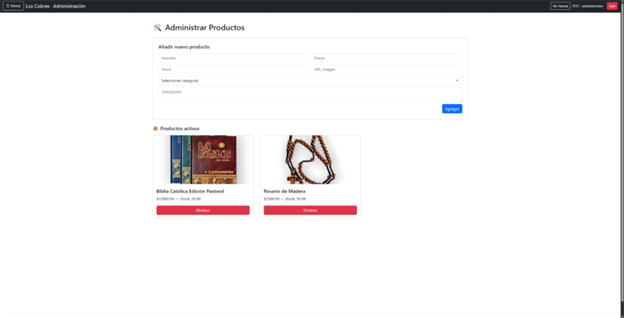 ☰ Menú Los Cobres · Administración Ver tienda TEST · administrador Salir
Administrar Productos
Añadir nuevo producto
Nombre Precio
Stock URL imagen
Seleccionar categoría
Descripción
Agregar
Productos activos
Biblia Católica Edición Pastoral Rosario de Madera
Stock: 20.00 $2500.00 — Stock: 50.00
Eliminar Eliminar